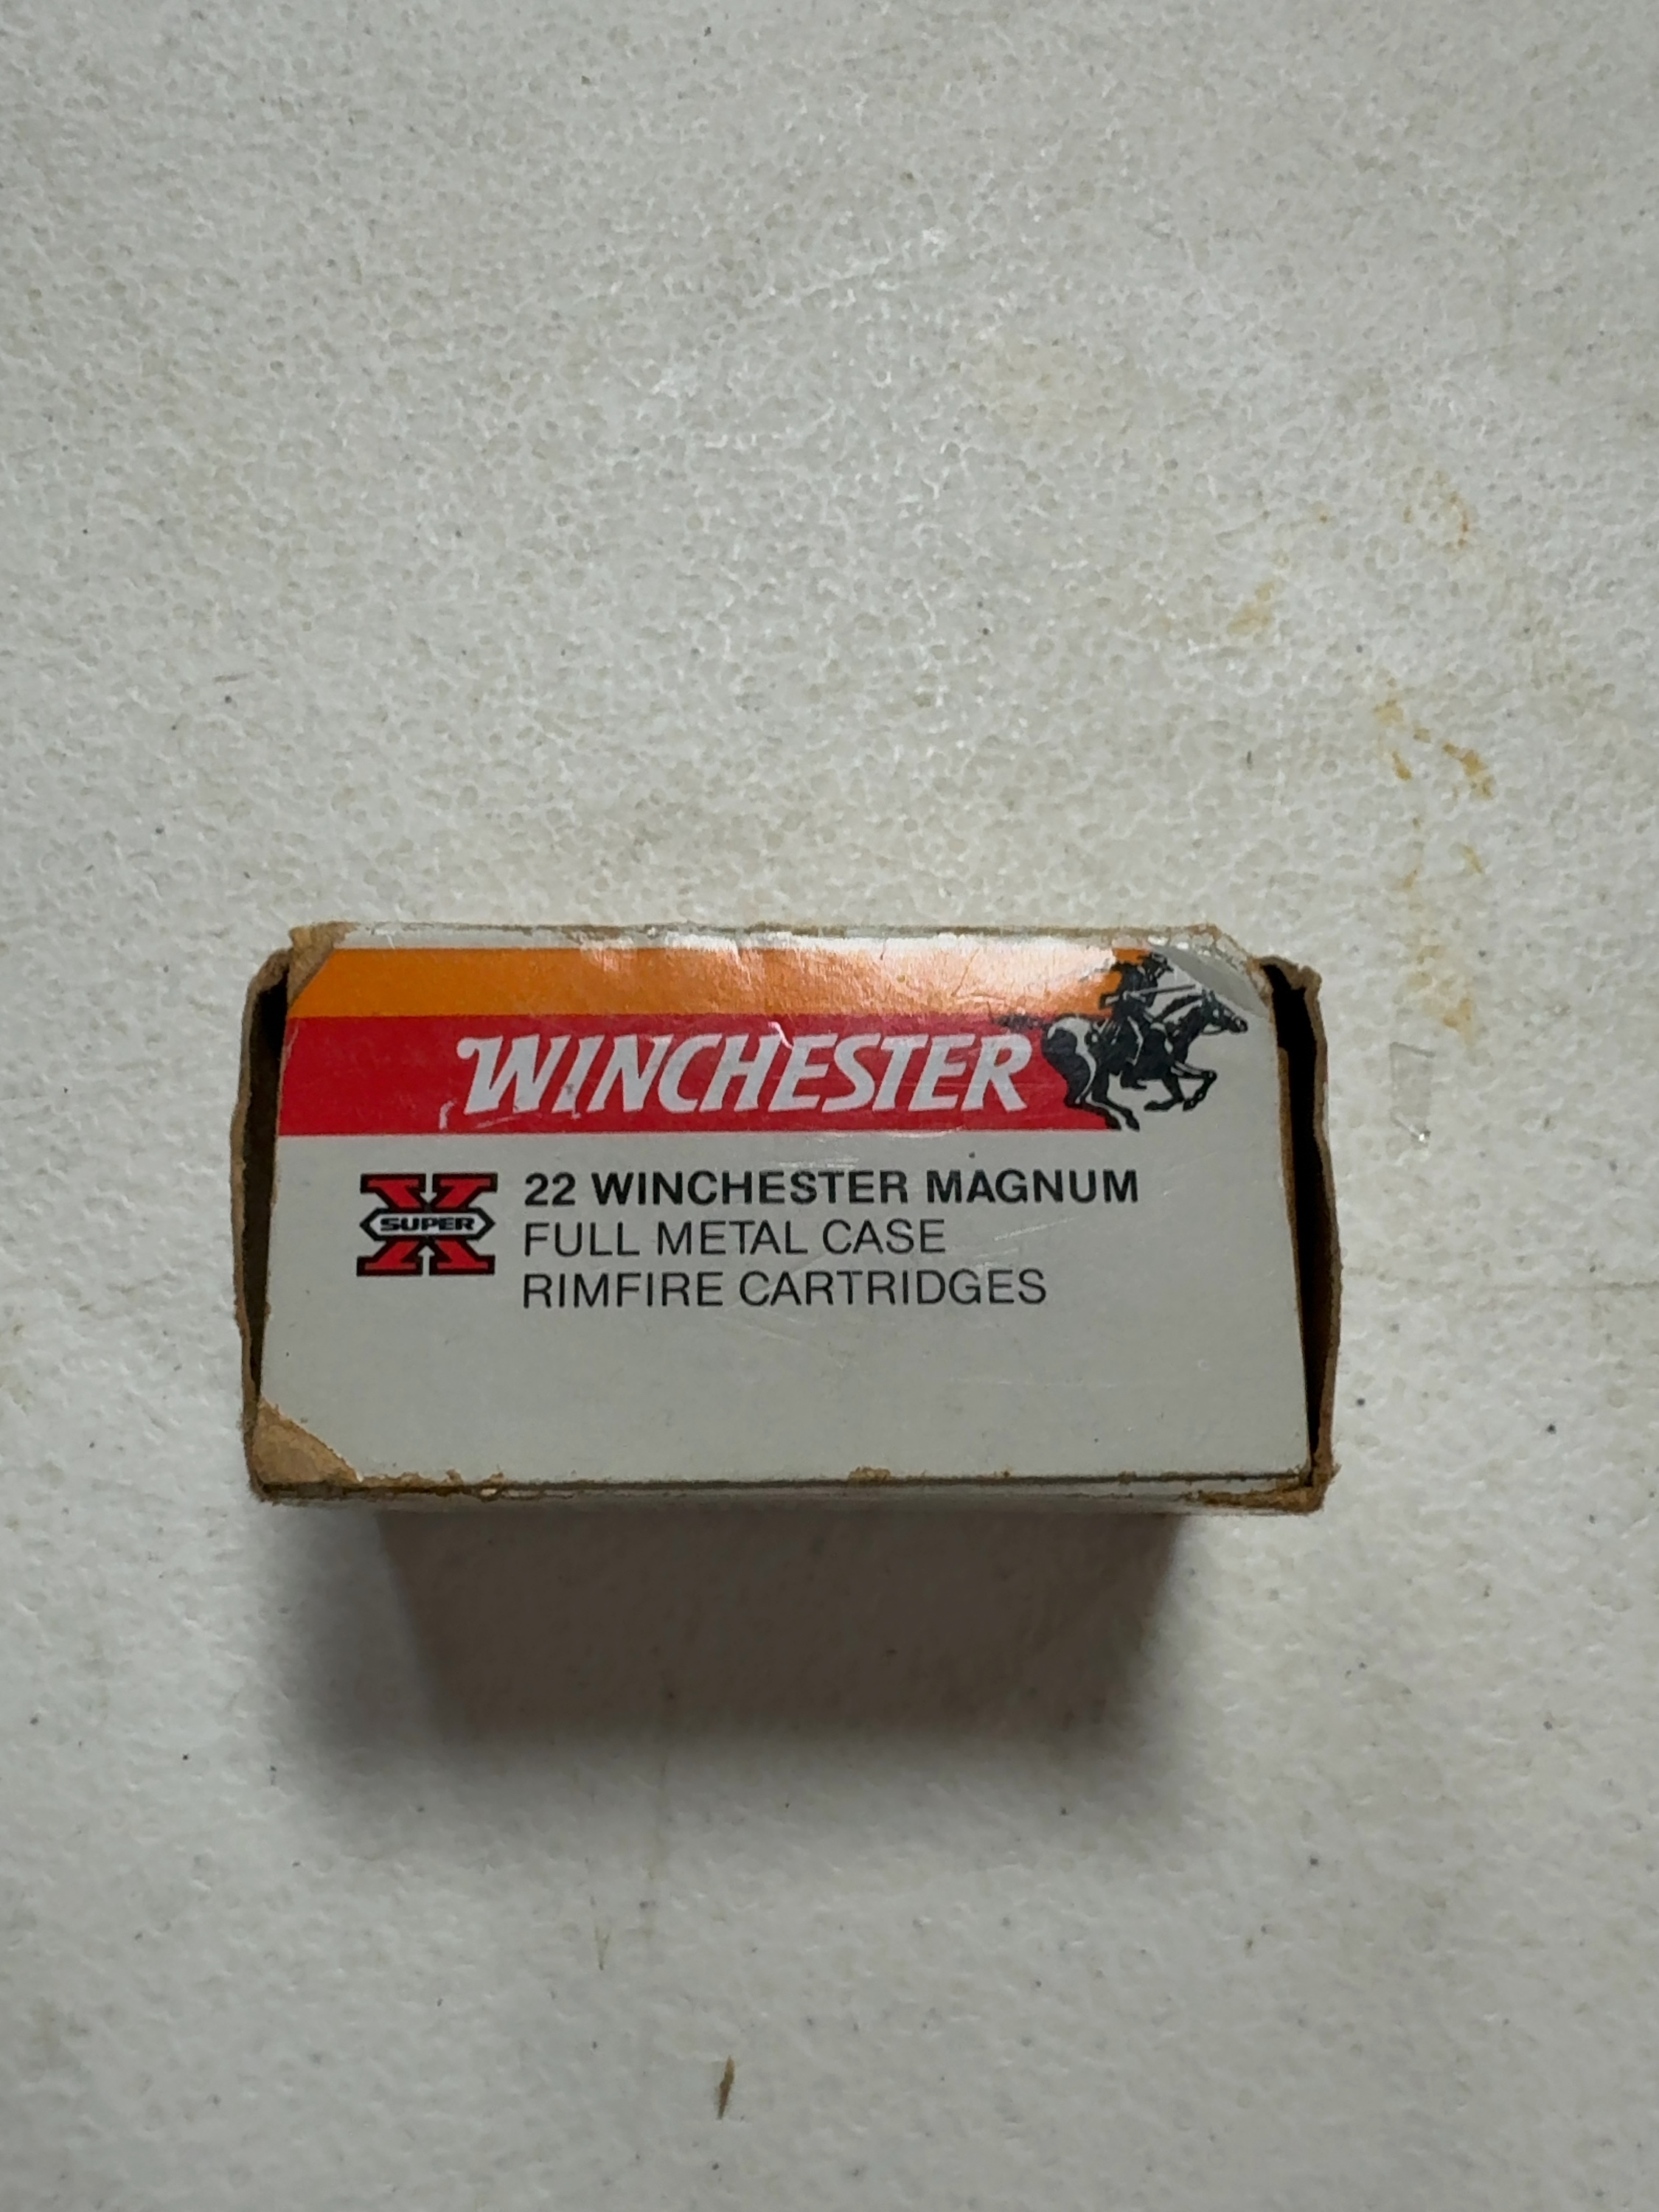 WINCHESTER
SUPER X
22 WINCHESTER MAGNUM
FULL METAL CASE
RIMFIRE CARTRIDGES